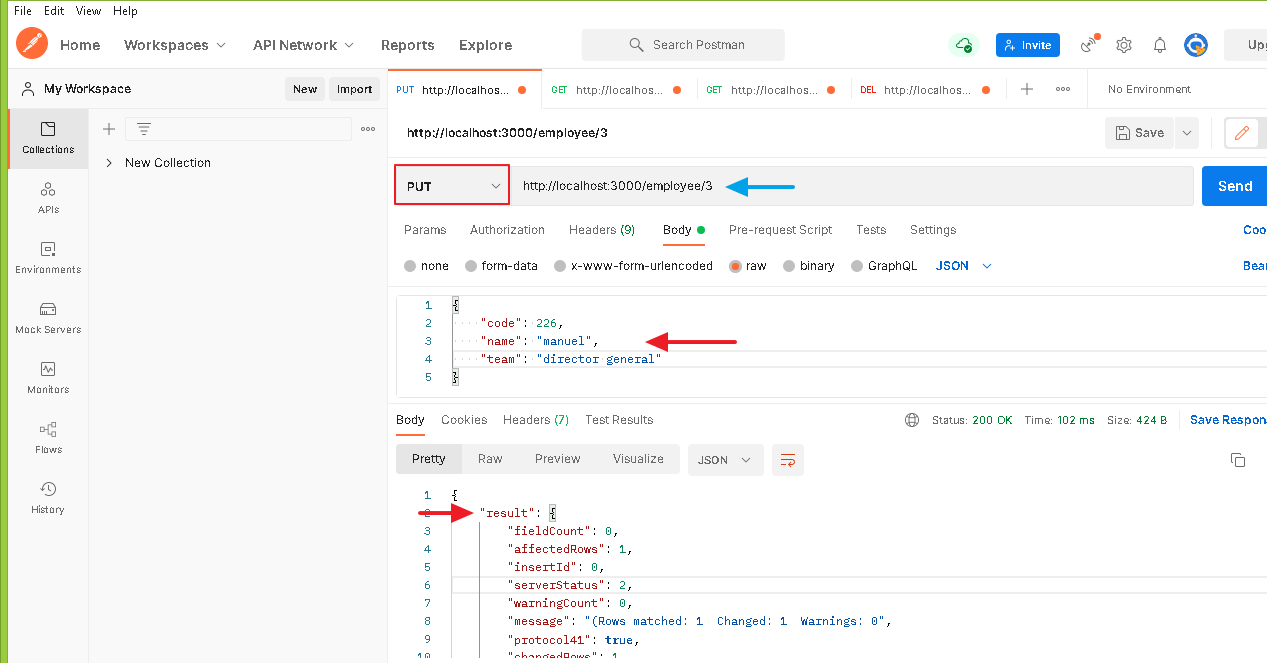 File Edit View Help
Home Workspaces API Network Reports Explore Search Postman Invite
My Workspace New Import PUT http://localhos... GET http://localhos... GET http://localhos... DEL http://localhos... No Environment
http://localhost:3000/employee/3 Save
Collections
New Collection
PUT http://localhost:3000/employee/3 Send
APIs
Params Authorization Headers (9) Body Pre-request Script Tests Settings
Environments
none form-data x-www-form-urlencoded raw binary GraphQL JSON
Mock Servers
1 {
2 "code": 226,
3 "name": "manuel",
4 "team": "director general"
5 }
Monitors
Flows
History
Body Cookies Headers (7) Test Results Status: 200 OK Time: 102 ms Size: 424 B Save Respon
Pretty Raw Preview Visualize JSON
1 {
2 "result": {
3 "fieldCount": 0,
4 "affectedRows": 1,
5 "insertId": 0,
6 "serverStatus": 2,
7 "warningCount": 0,
8 "message": "(Rows matched: 1  Changed: 1  Warnings: 0",
9 "protocol41": true,
10 "changedRows": 1